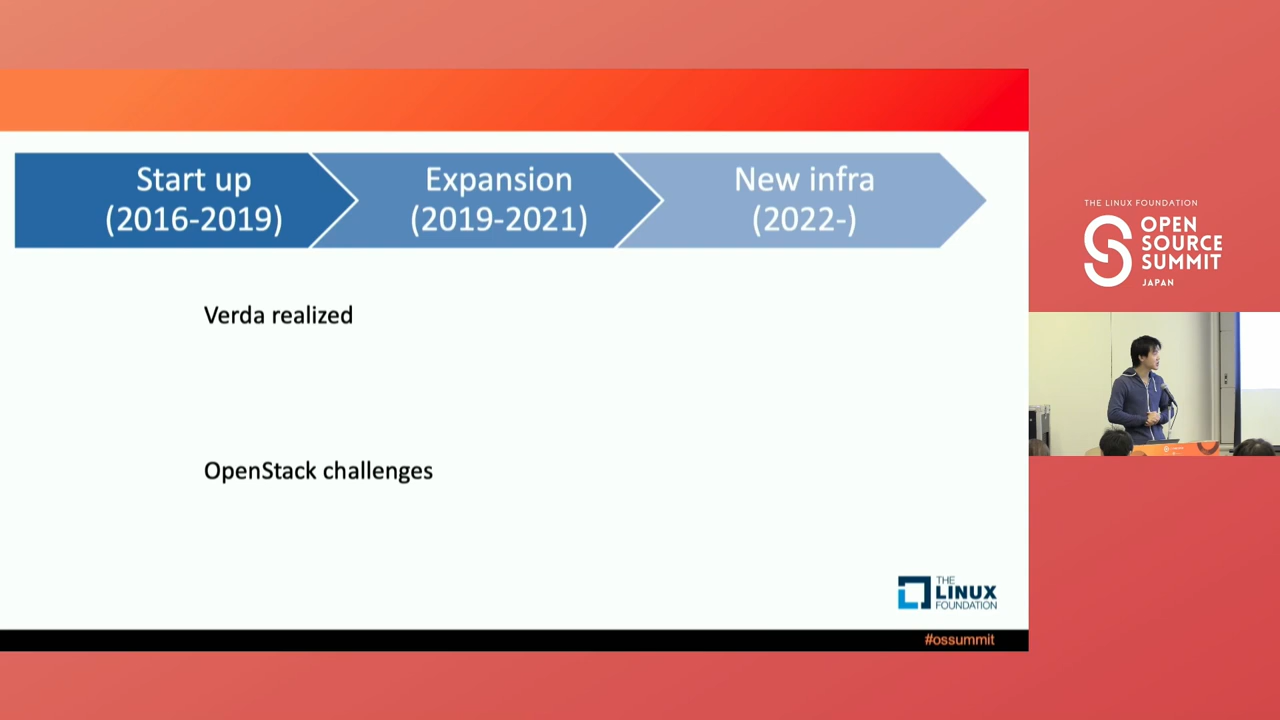 Start up
(2016-2019)
Expansion
(2019-2021)
New infra
(2022-)
Verda realized
OpenStack challenges
THE
LINUX
FOUNDATION
#ossummit
THE LINUX FOUNDATION
OPEN
SOURCE
SUMMIT
JAPAN